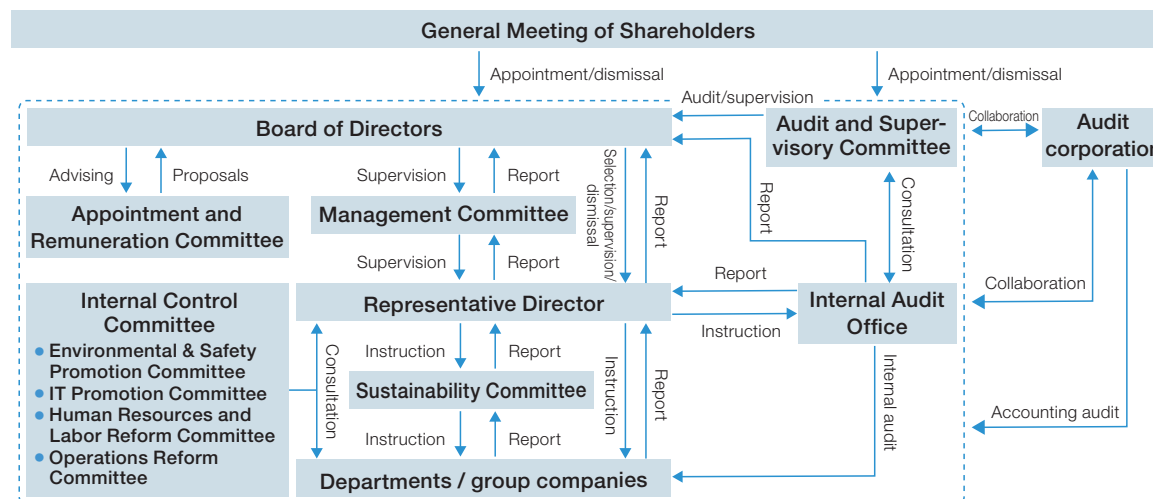 General Meeting of Shareholders
Appointment/dismissal
Appointment/dismissal
Audit/supervision
Board of Directors
Audit and Super-
visory Committee
Collaboration
Audit
corporation
Advising
Proposals
Supervision
Report
Selection/supervision/
dismissal
Report
Report
Consultation
Appointment and
Remuneration Committee
Management Committee
Supervision
Report
Report
Collaboration
Internal Control
Committee
Representative Director
Internal Audit
Office
Instruction
• Environmental & Safety
Promotion Committee
• IT Promotion Committee
• Human Resources and
Labor Reform Committee
• Operations Reform
Committee
Consultation
Instruction
Report
Instruction
Report
Internal audit
Sustainability Committee
Accounting audit
Instruction
Report
Departments / group companies